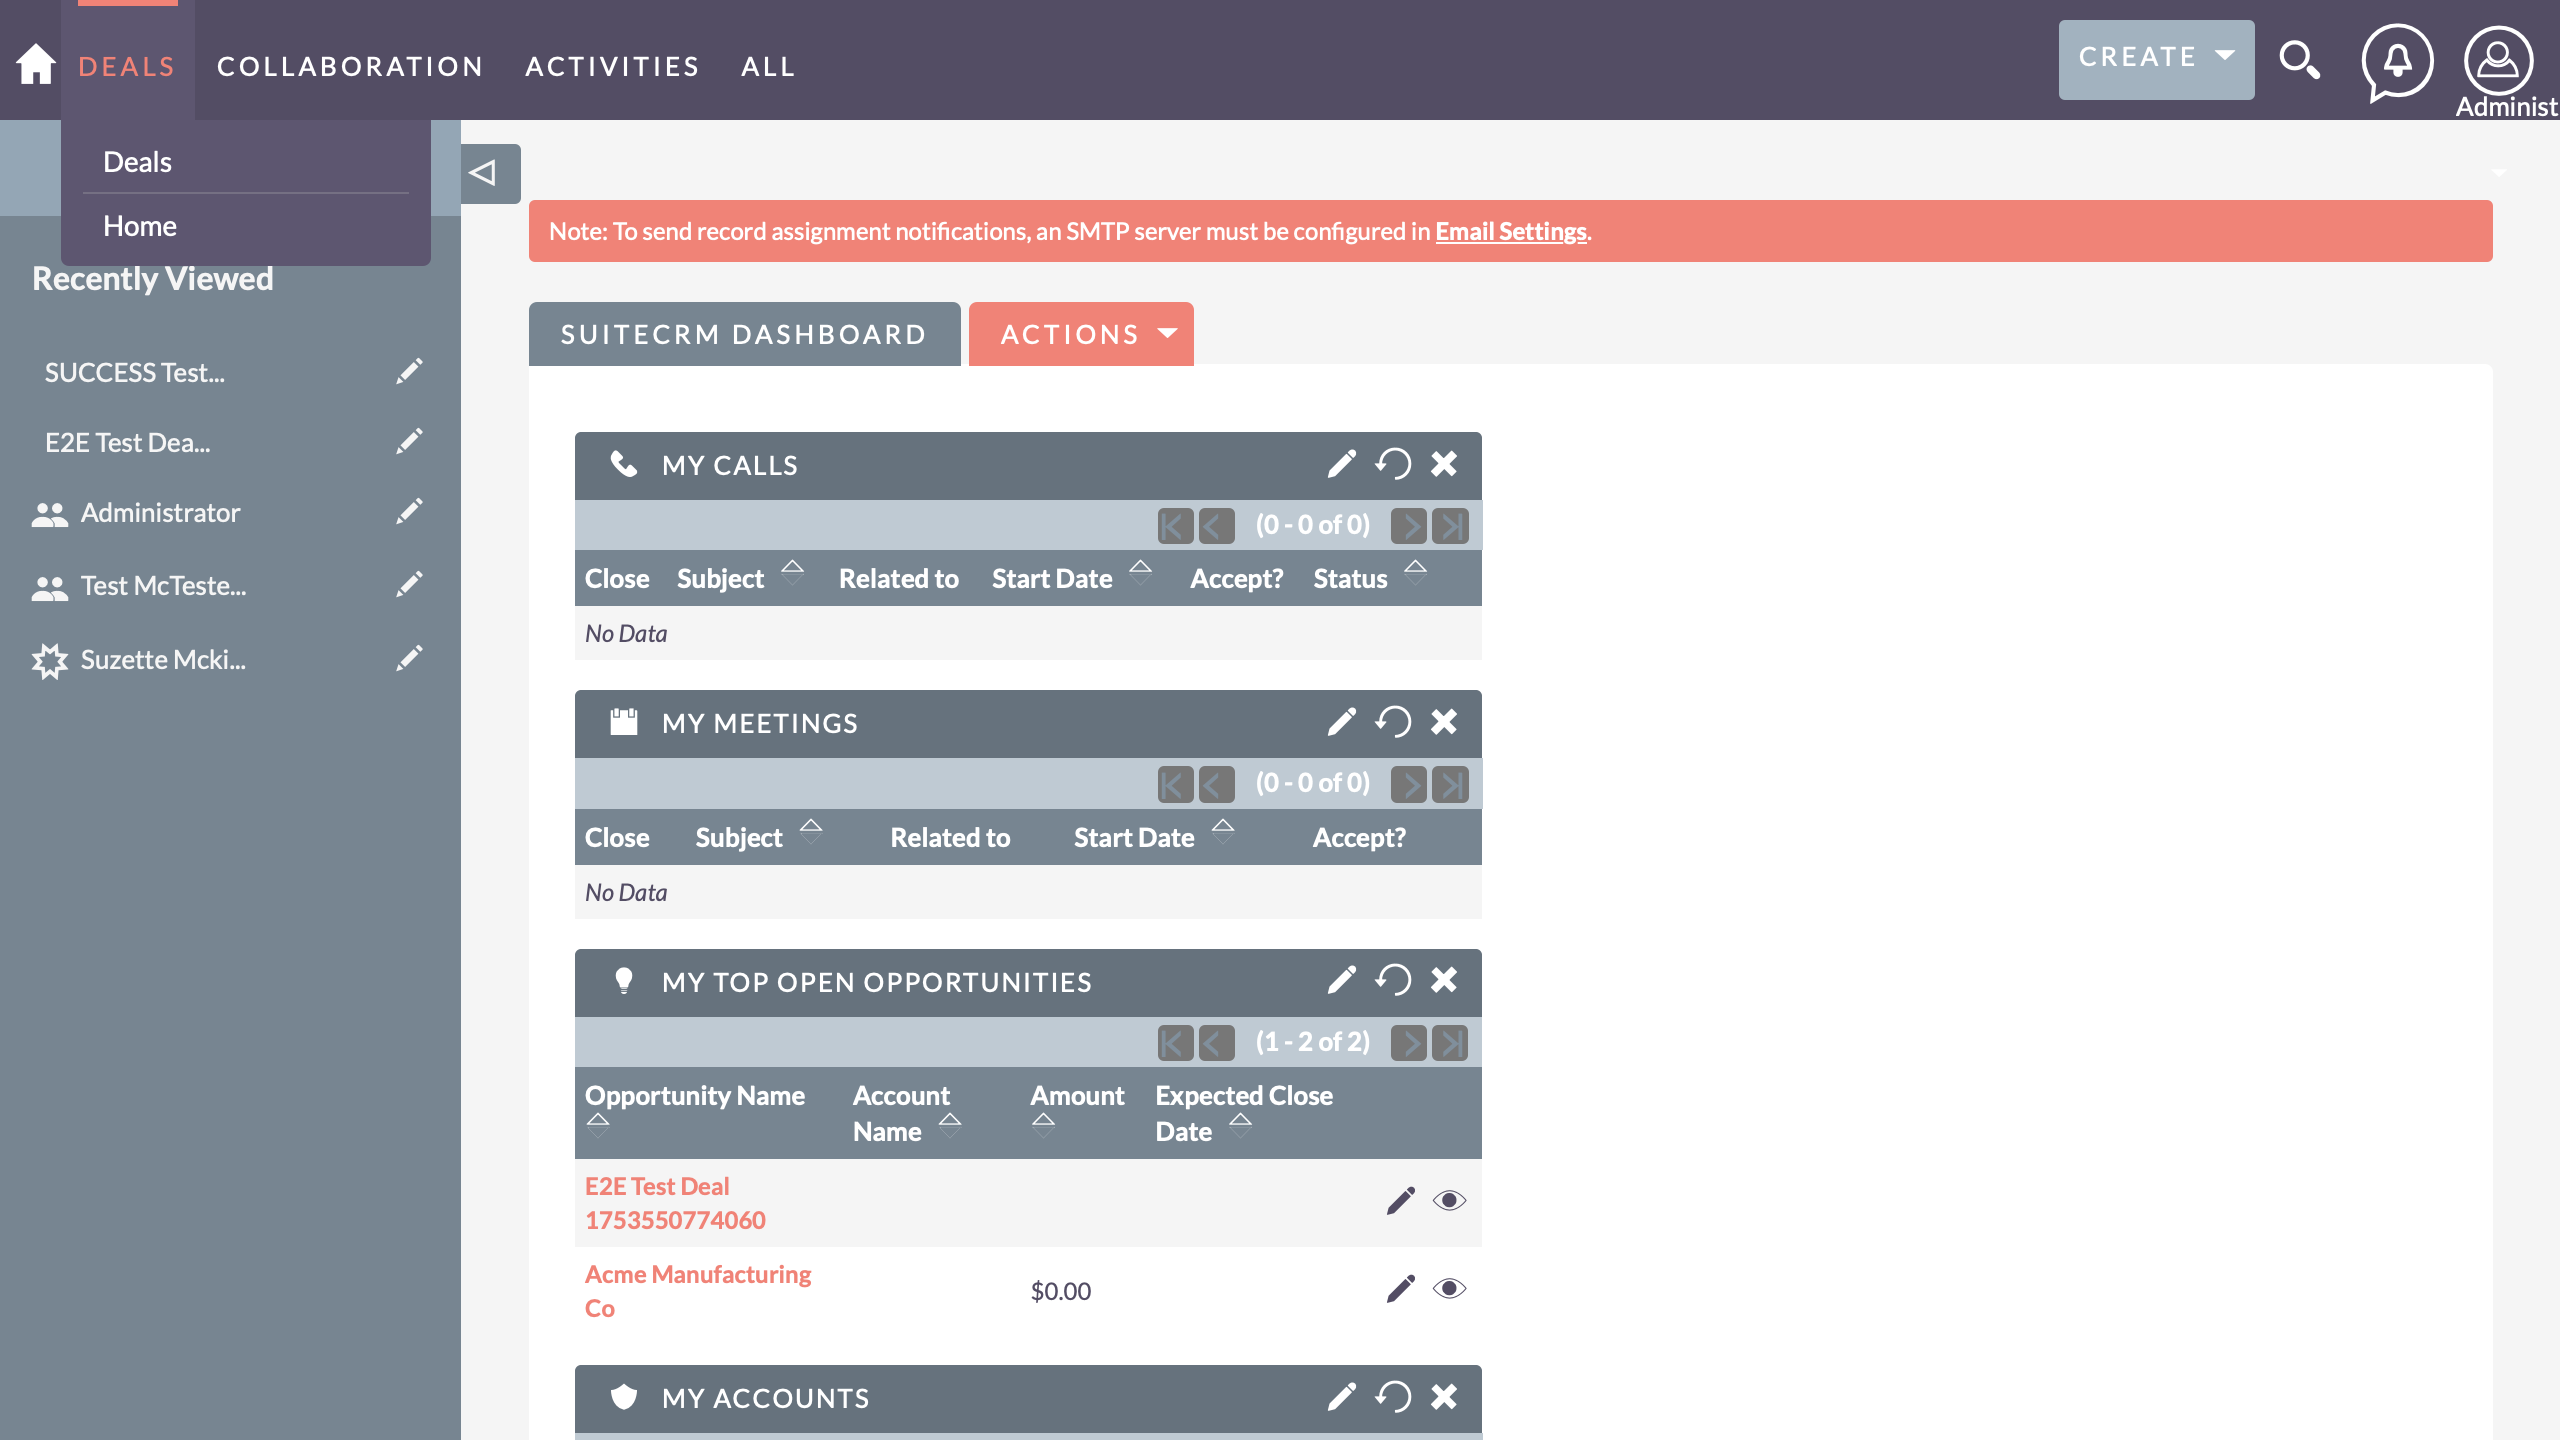 DEALS COLLABORATION ACTIVITIES ALL CREATE
Administ
Deals
Home
Note: To send record assignment notifications, an SMTP server must be configured in Email Settings.
Recently Viewed
SUCCESS Test...
E2E Test Dea...
Administrator
Test McTeste...
Suzette Mcki...
SUITECRM DASHBOARD ACTIONS
MY CALLS
(0 - 0 of 0)
Close Subject Related to Start Date Accept? Status
No Data
MY MEETINGS
(0 - 0 of 0)
Close Subject Related to Start Date Accept?
No Data
MY TOP OPEN OPPORTUNITIES
(1 - 2 of 2)
Opportunity Name Account Amount Expected Close
Name Date
E2E Test Deal
1753550774060
Acme Manufacturing
Co
$0.00
MY ACCOUNTS